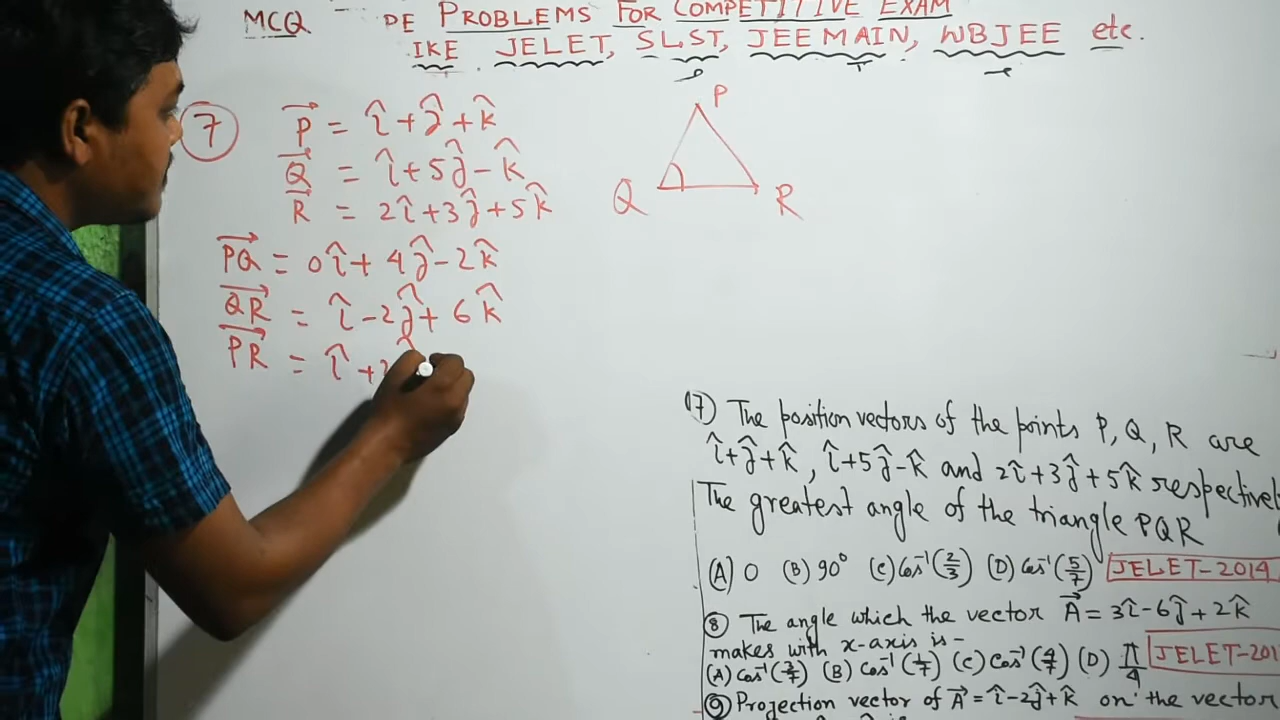 MCQ DE PROBLEMS FOR COMPETITIVE EXAM
IKE JELET, SLST, JEE MAIN, WBJEE etc.
7
P⃗ = î+ĵ+k̂
Q⃗ = î+5ĵ-k̂
R⃗ = 2î+3ĵ+5k̂
PQ⃗ = 0î+4ĵ-2k̂
QR⃗ = î-2ĵ+6k̂
PR⃗ = î+
P
Q
R
(7) The position vectors of the points P, Q, R are
î+ĵ+k̂, î+5ĵ-k̂ and 2î+3ĵ+5k̂ respectively
The greatest angle of the triangle PQR
(A) 0 (B) 90° (C) cos⁻¹(2/3) (D) cos⁻¹(5/7) JELET-2014
(8) The angle which the vector A⃗ = 3î-6ĵ+2k̂
makes with x-axis is-
(A) cos⁻¹(3/7) (B) cos⁻¹(1/7) (C) cos⁻¹(4/7) (D) π/4 JELET-201
(9) Projection vector of A⃗ = î-2ĵ+k̂ on the vector